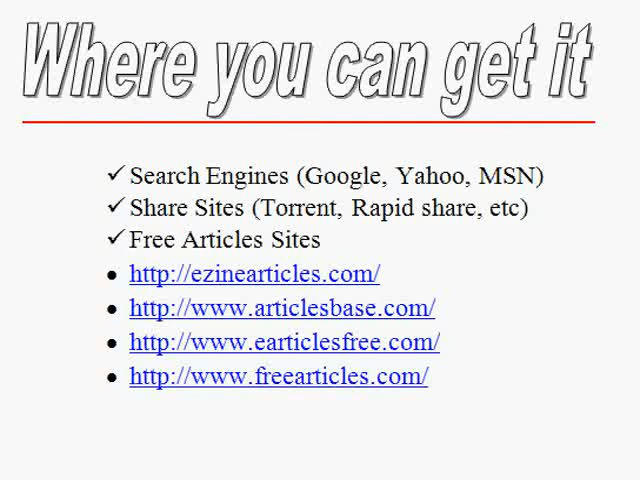 Where you can get it
✓ Search Engines (Google, Yahoo, MSN)
✓ Share Sites (Torrent, Rapid share, etc)
✓ Free Articles Sites
• http://ezinearticles.com/
• http://www.articlesbase.com/
• http://www.earticlesfree.com/
• http://www.freearticles.com/